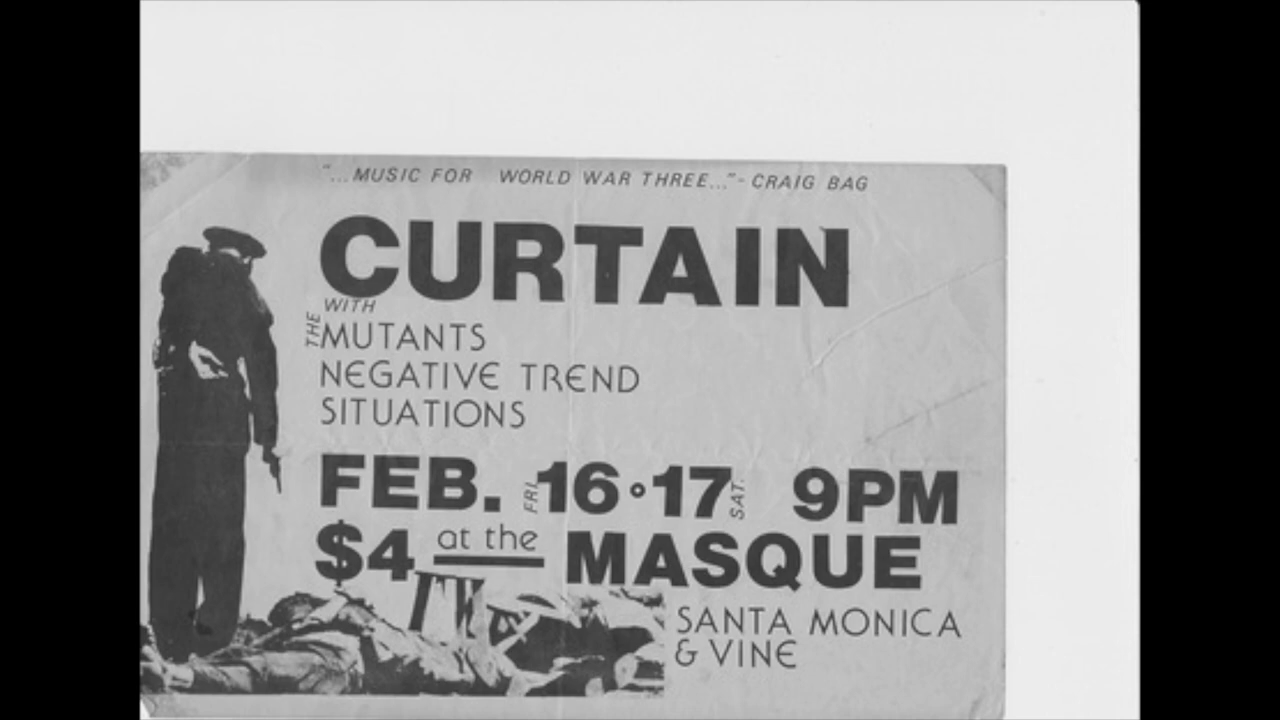 "...MUSIC FOR WORLD WAR THREE..."- CRAIG BAG
CURTAIN
WITH
THE MUTANTS
NEGATIVE TREND
SITUATIONS
FEB. FRI. 16 • 17 SAT. 9PM
$4 at the MASQUE
SANTA MONICA
& VINE